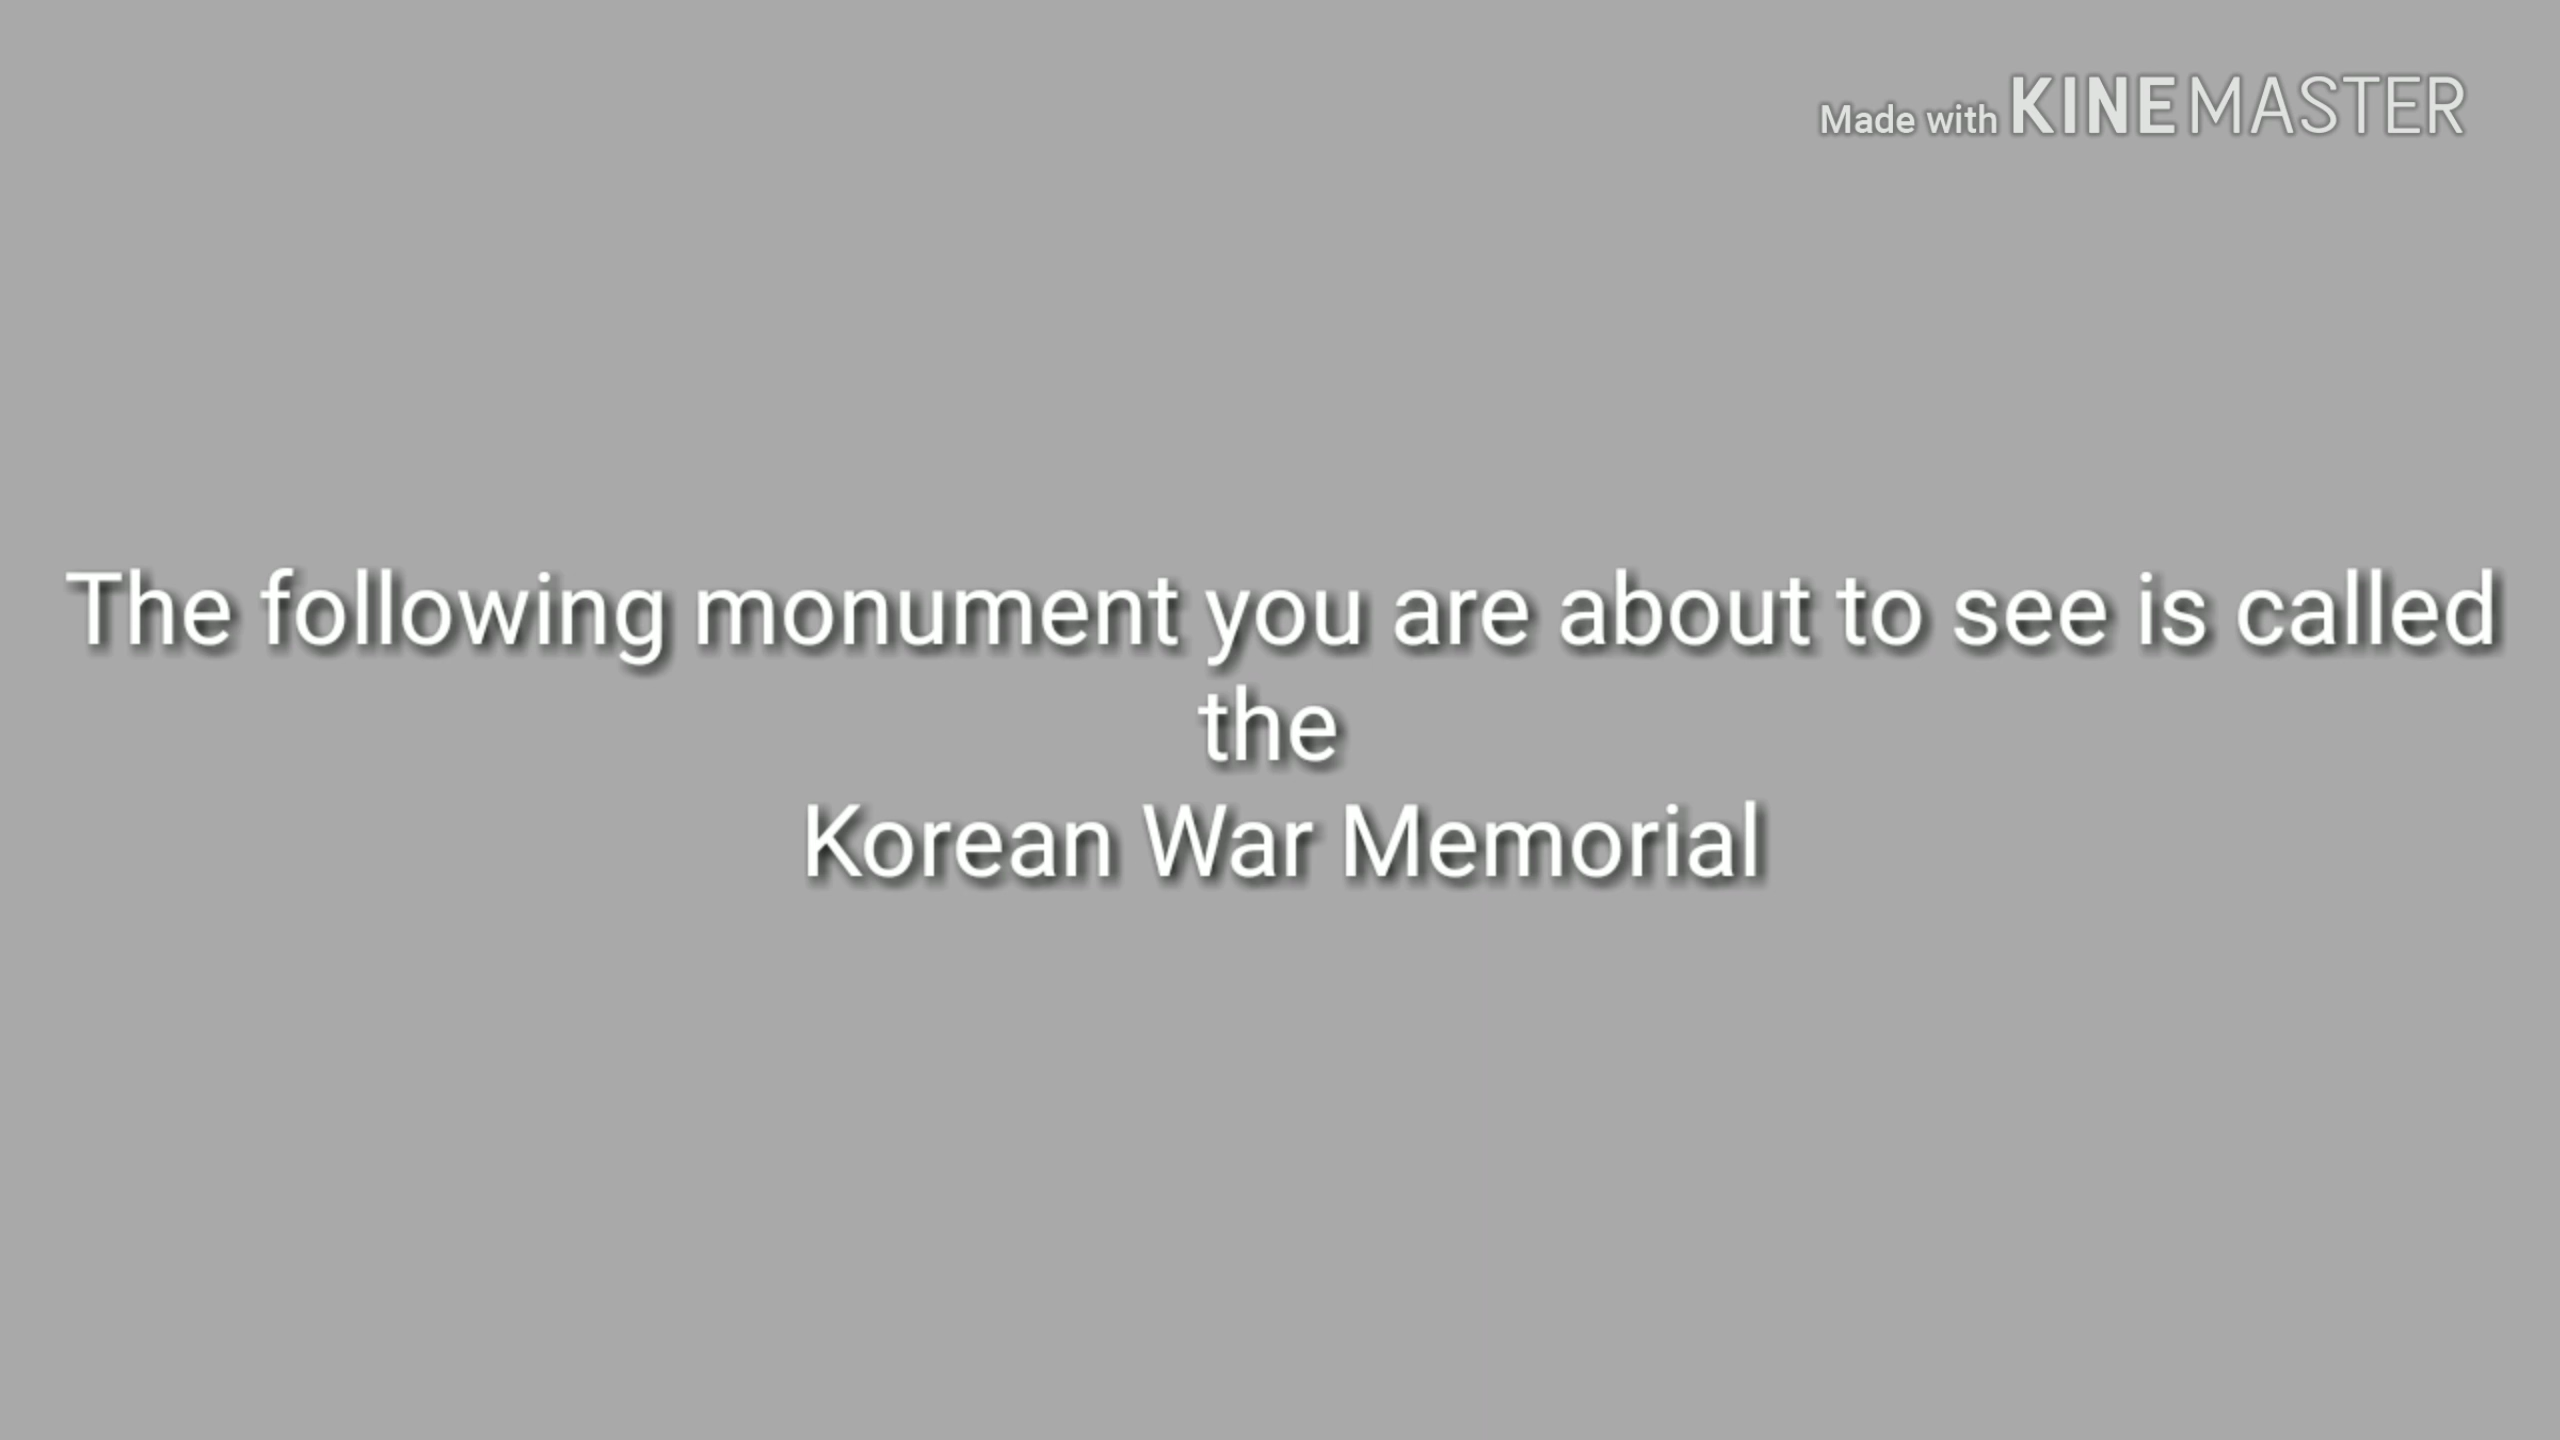 Made with KINEMASTER
The following monument you are about to see is called
the
Korean War Memorial